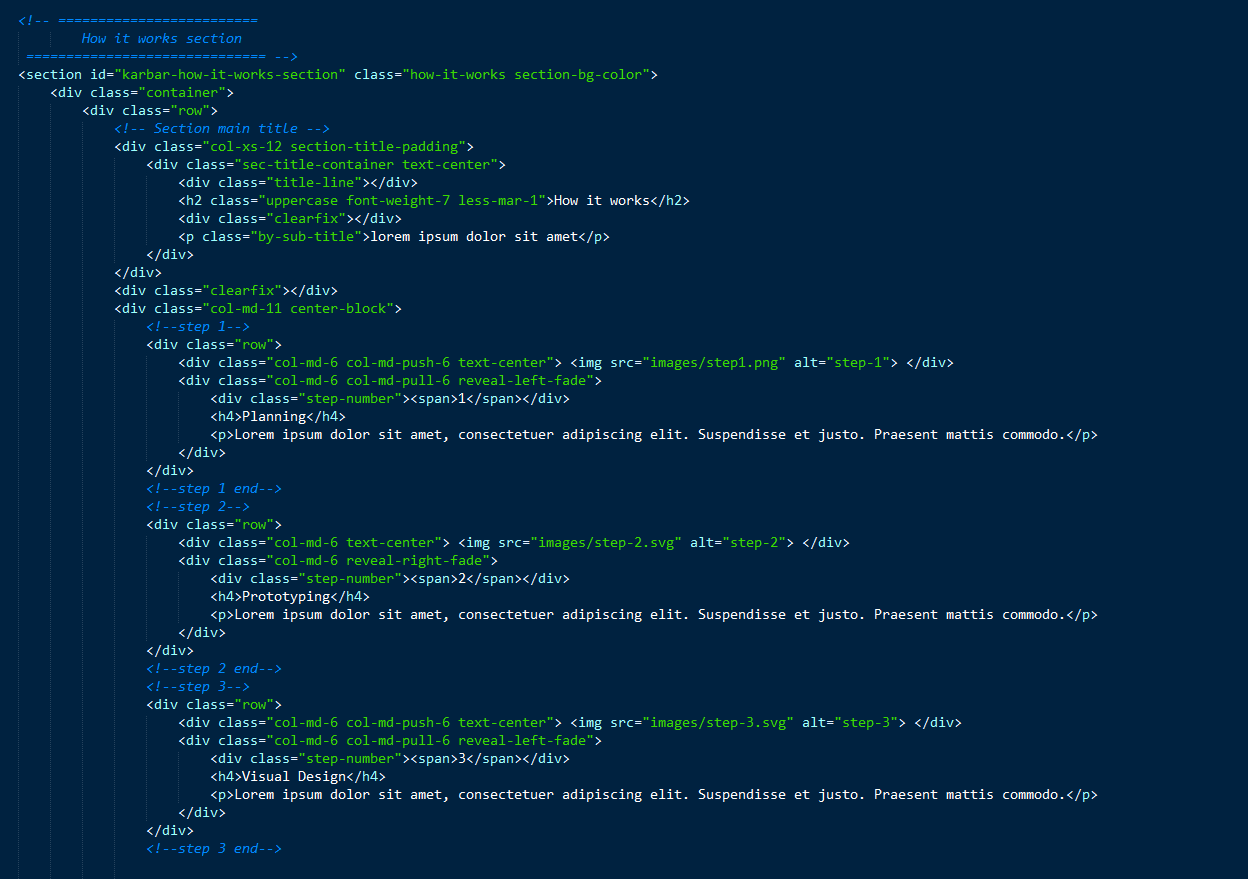 <!-- =========================
        How it works section
 ============================== -->
<section id="karbar-how-it-works-section" class="how-it-works section-bg-color">
    <div class="container">
        <div class="row">
            <!-- Section main title -->
            <div class="col-xs-12 section-title-padding">
                <div class="sec-title-container text-center">
                    <div class="title-line"></div>
                    <h2 class="uppercase font-weight-7 less-mar-1">How it works</h2>
                    <div class="clearfix"></div>
                    <p class="by-sub-title">lorem ipsum dolor sit amet</p>
                </div>
            </div>
            <div class="clearfix"></div>
            <div class="col-md-11 center-block">
                <!--step 1-->
                <div class="row">
                    <div class="col-md-6 col-md-push-6 text-center"> <img src="images/step1.png" alt="step-1"> </div>
                    <div class="col-md-6 col-md-pull-6 reveal-left-fade">
                        <div class="step-number"><span>1</span></div>
                        <h4>Planning</h4>
                        <p>Lorem ipsum dolor sit amet, consectetuer adipiscing elit. Suspendisse et justo. Praesent mattis commodo.</p>
                    </div>
                </div>
                <!--step 1 end-->
                <!--step 2-->
                <div class="row">
                    <div class="col-md-6 text-center"> <img src="images/step-2.svg" alt="step-2"> </div>
                    <div class="col-md-6 reveal-right-fade">
                        <div class="step-number"><span>2</span></div>
                        <h4>Prototyping</h4>
                        <p>Lorem ipsum dolor sit amet, consectetuer adipiscing elit. Suspendisse et justo. Praesent mattis commodo.</p>
                    </div>
                </div>
                <!--step 2 end-->
                <!--step 3-->
                <div class="row">
                    <div class="col-md-6 col-md-push-6 text-center"> <img src="images/step-3.svg" alt="step-3"> </div>
                    <div class="col-md-6 col-md-pull-6 reveal-left-fade">
                        <div class="step-number"><span>3</span></div>
                        <h4>Visual Design</h4>
                        <p>Lorem ipsum dolor sit amet, consectetuer adipiscing elit. Suspendisse et justo. Praesent mattis commodo.</p>
                    </div>
                </div>
                <!--step 3 end-->